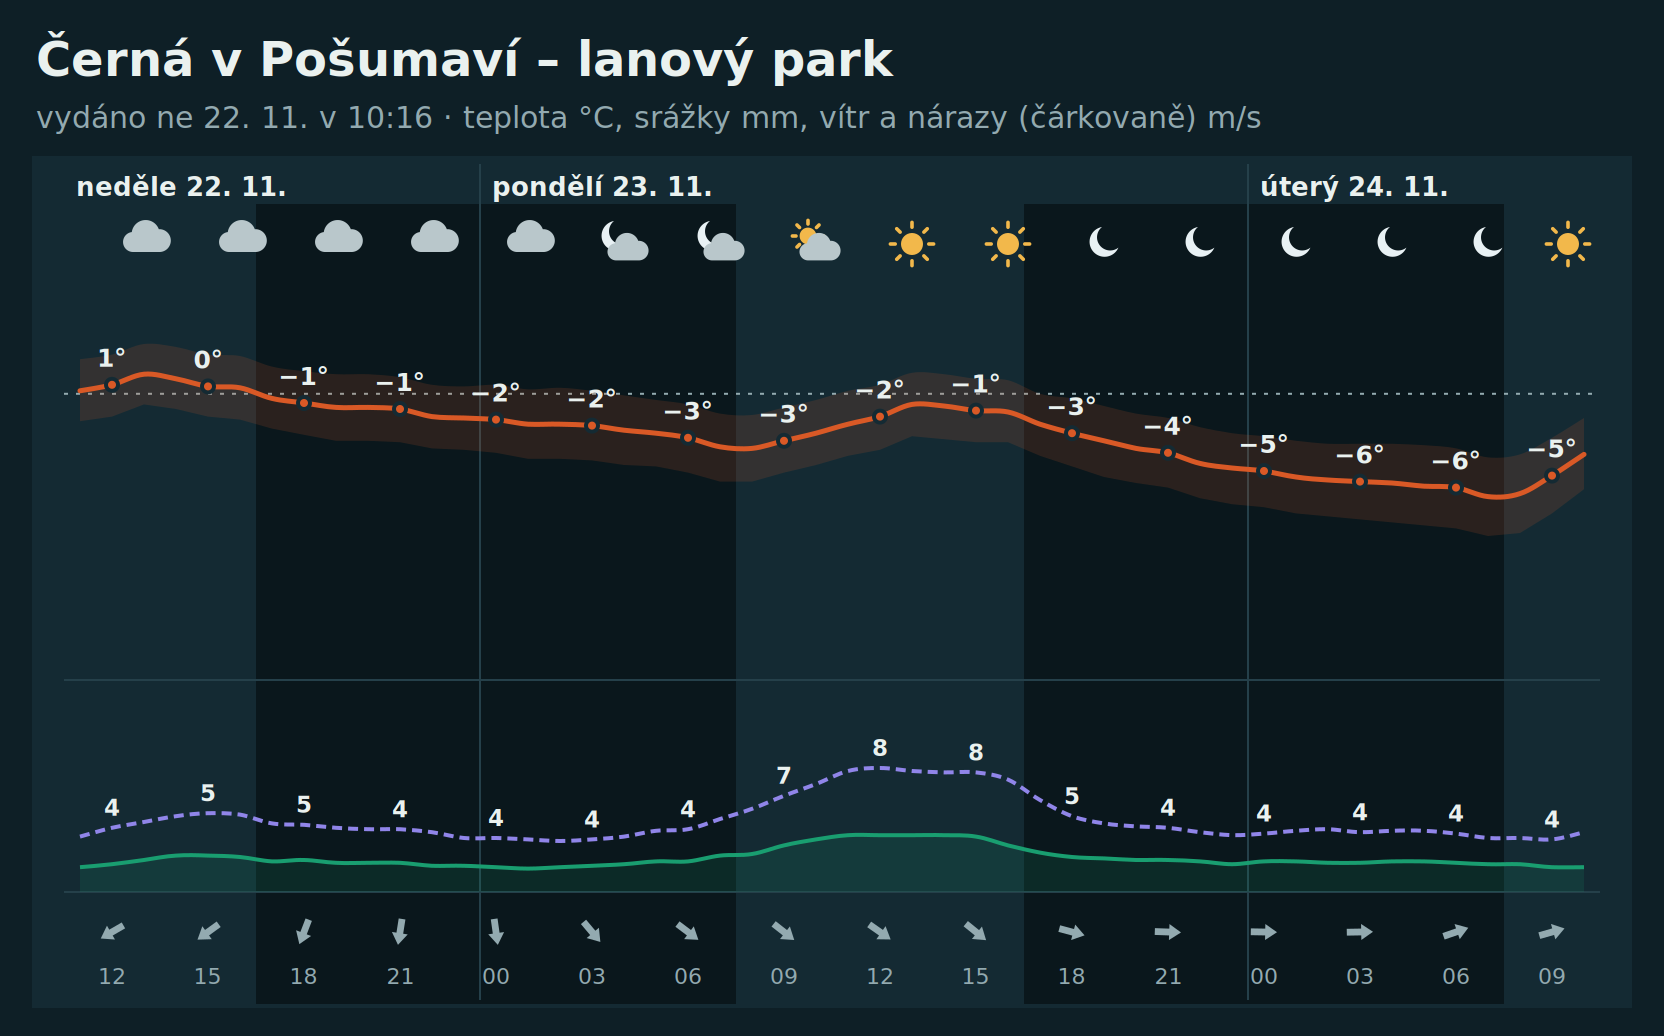 Černá v Pošumaví – lanový park
vydáno ne 22. 11. v 10:16 · teplota °C, srážky mm, vítr a nárazy (čárkovaně) m/s
neděle 22. 11. pondělí 23. 11. úterý 24. 11.
1° 0° −1° −1° −2° −2° −3° −3° −2° −1° −3° −4° −5° −6° −6° −5°
4 5 5 4 4 4 4 7 8 8 5 4 4 4 4 4
12 15 18 21 00 03 06 09 12 15 18 21 00 03 06 09